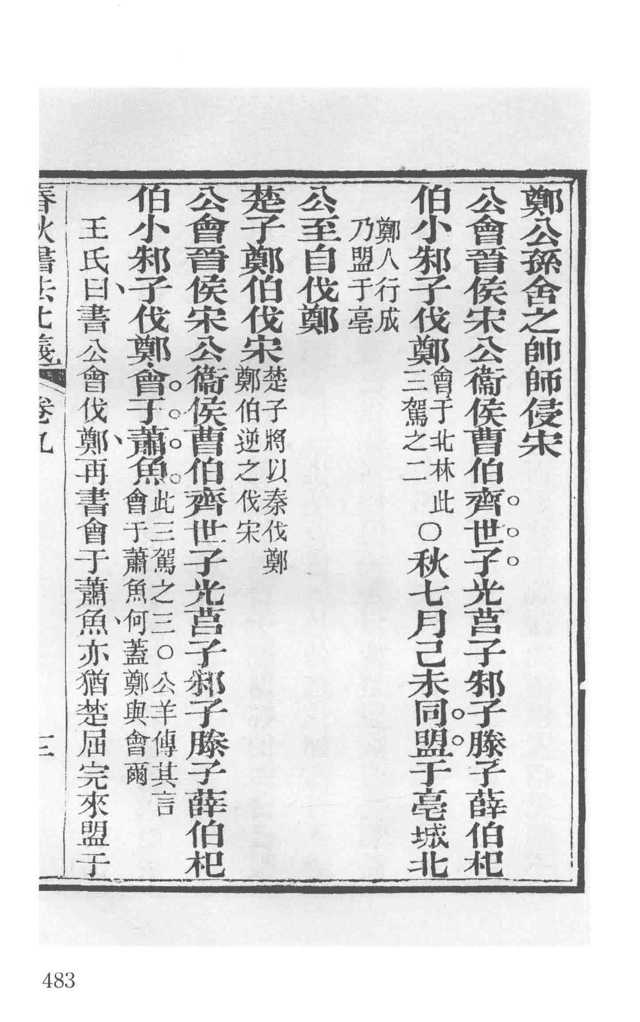 鄭公孫舍之帥師侵宋
公會晉侯宋公衞侯曹伯齊世子光莒子邾子滕子薛伯杞
伯小邾子伐鄭會于北林此三駕之二○秋七月己未同盟于亳城北
鄭人行成乃盟于亳
公至自伐鄭
楚子鄭伯伐宋楚子將以秦伐鄭鄭伯逆之伐宋
公會晉侯宋公衞侯曹伯齊世子光莒子邾子滕子薛伯杞
伯小邾子伐鄭會于蕭魚此三駕之三○公羊傳其言會于蕭魚何蓋鄭與會爾
王氏曰書公會伐鄭再書會于蕭魚亦猶楚屈完來盟于
春秋書法比義 卷九 三
483